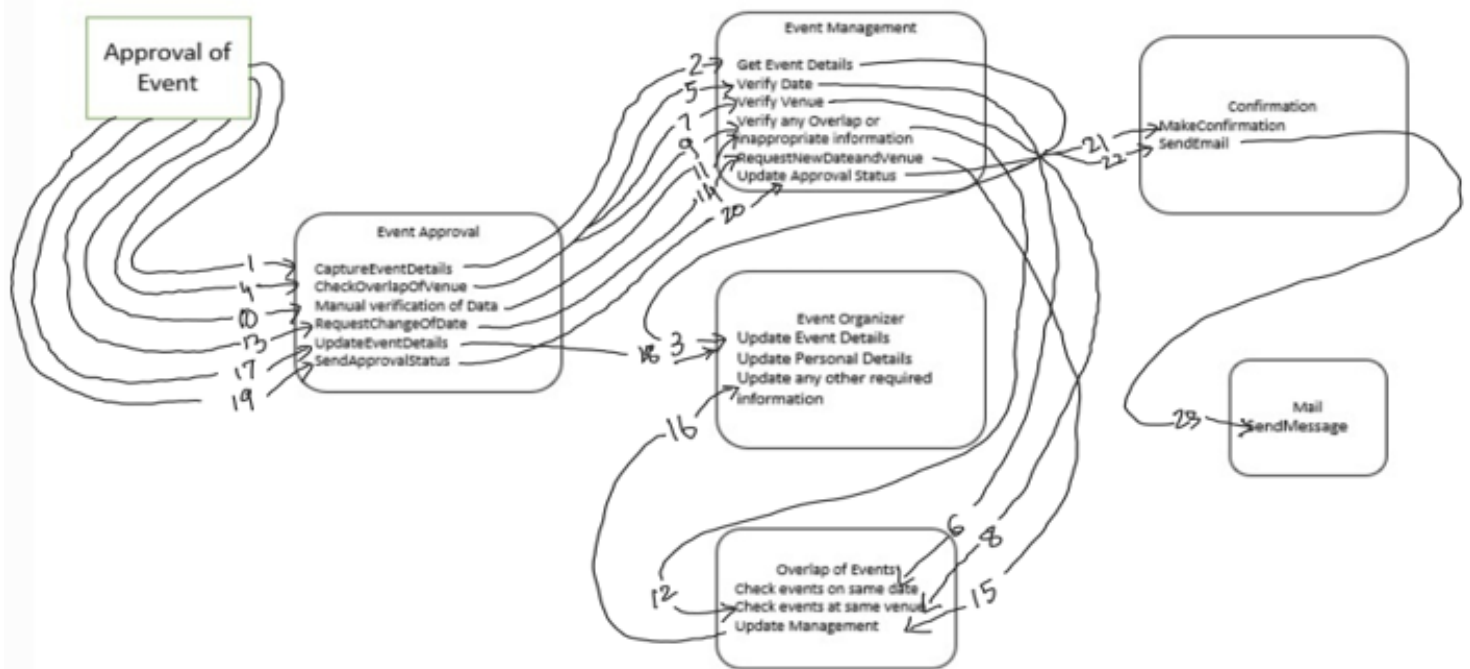 Approval of
Event
Event Management
Get Event Details
Verify Date
Verify Venue
Verify any Overlap or
inappropriate information
RequestNewDateandVenue
Update Approval Status
2
5
7
9
11
14
20
Confirmation
MakeConfirmation
SendEmail
21
22
Event Approval
CaptureEventDetails
CheckOverlapOfVenue
Manual verification of Data
RequestChangeOfDate
UpdateEventDetails
SendApprovalStatus
1
4
10
13
17
19
Event Organizer
Update Event Details
Update Personal Details
Update any other required
information
18 3
16
Mail
SendMessage
23
Overlap of Events
Check events on same date
Check events at same venue
Update Management
6
8
12
15